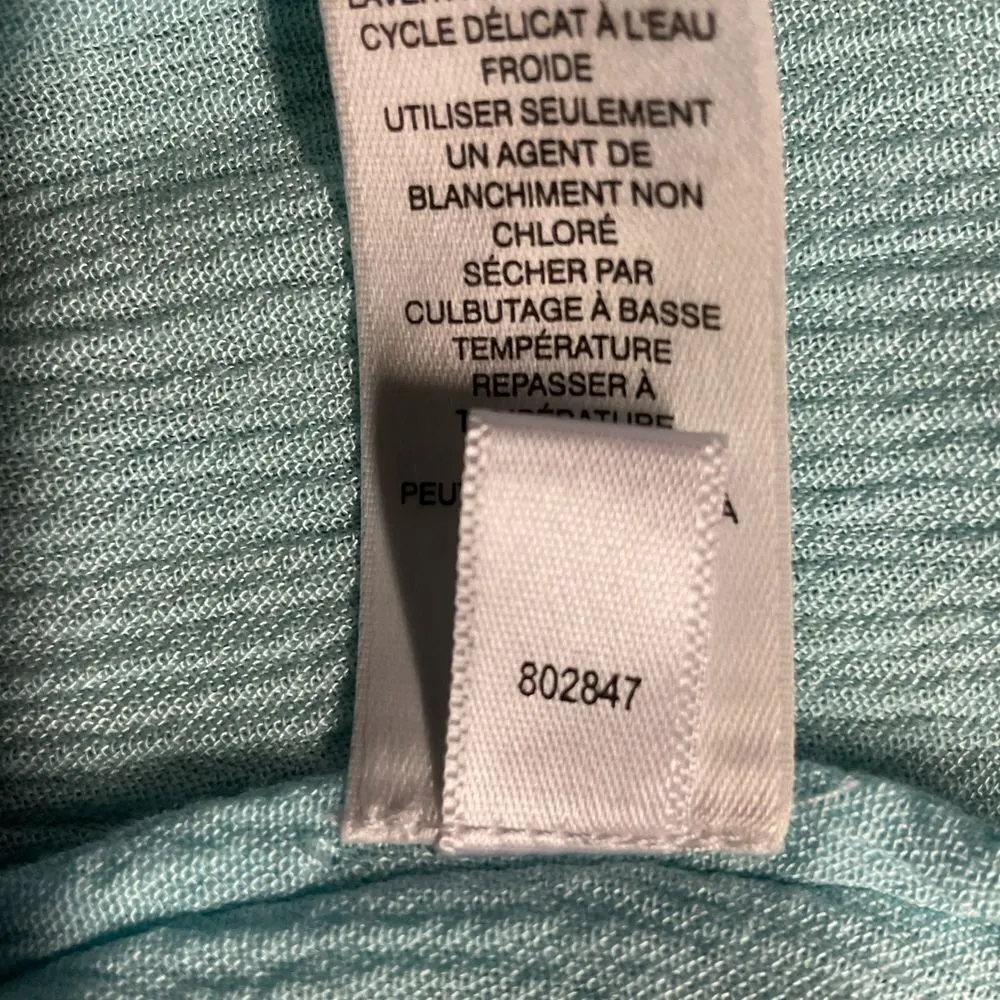 CYCLE DÉLICAT À L'EAU
FROIDE
UTILISER SEULEMENT
UN AGENT DE
BLANCHIMENT NON
CHLORÉ
SÉCHER PAR
CULBUTAGE À BASSE
TEMPÉRATURE
REPASSER À
TEMPÉRATURE
802847